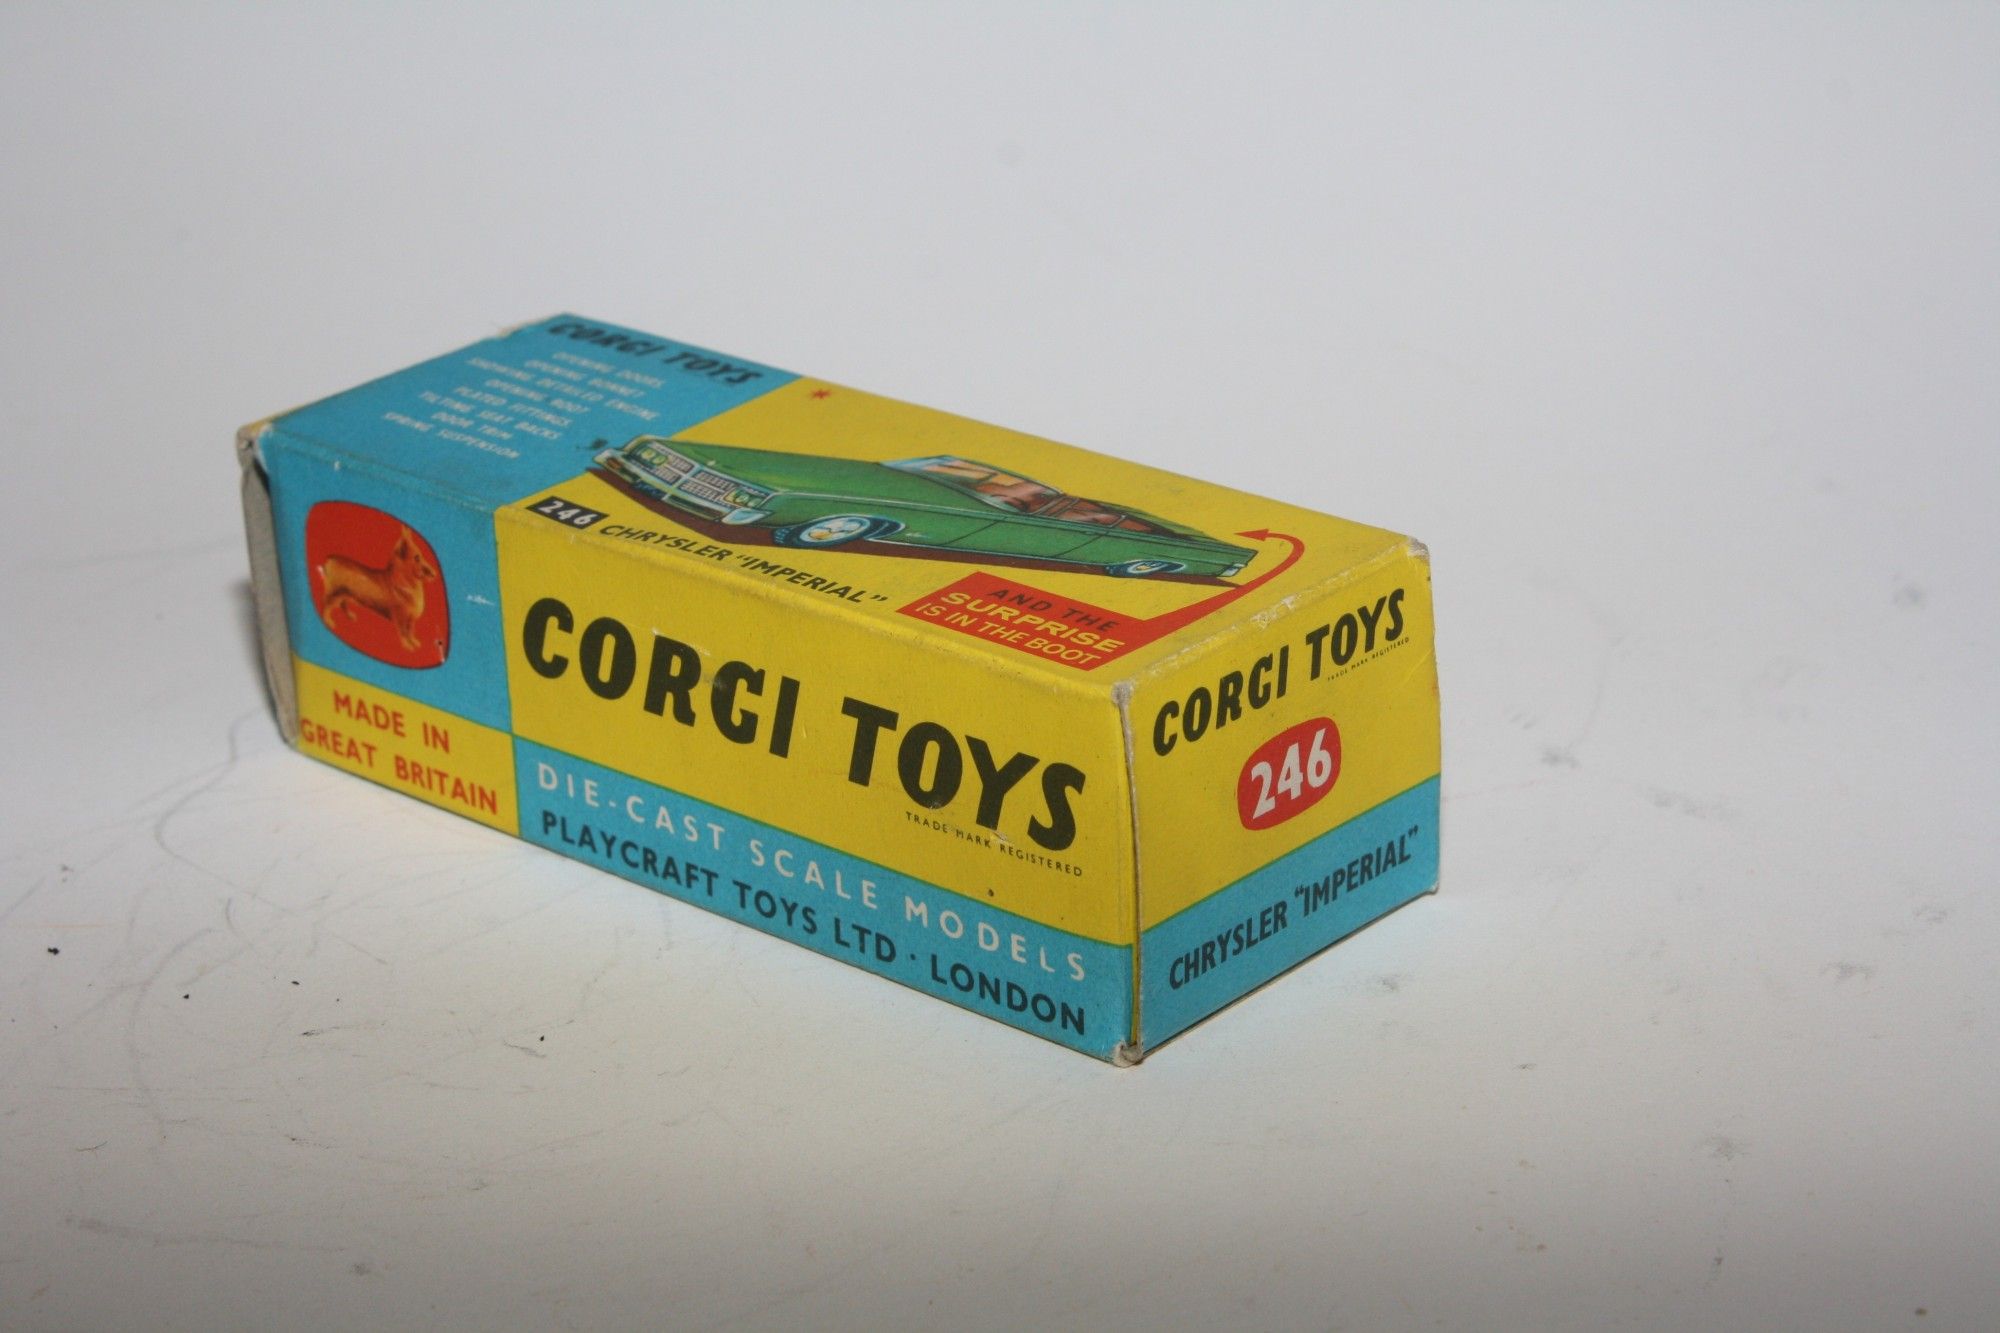 CORGI TOYS
OPENING DOORS
OPENING BONNET
SHOWING DETAILED ENGINE
OPENING BOOT
PLATED FITTINGS
TILTING SEAT BACKS
DOOR TRIM
SPRING SUSPENSION
246 CHRYSLER "IMPERIAL"
AND THE
SURPRISE
IS IN THE BOOT
MADE IN
GREAT BRITAIN
CORGI TOYS
TRADE MARK REGISTERED
DIE-CAST SCALE MODELS
PLAYCRAFT TOYS LTD · LONDON
CORGI TOYS
TRADE MARK REGISTERED
246
CHRYSLER "IMPERIAL"